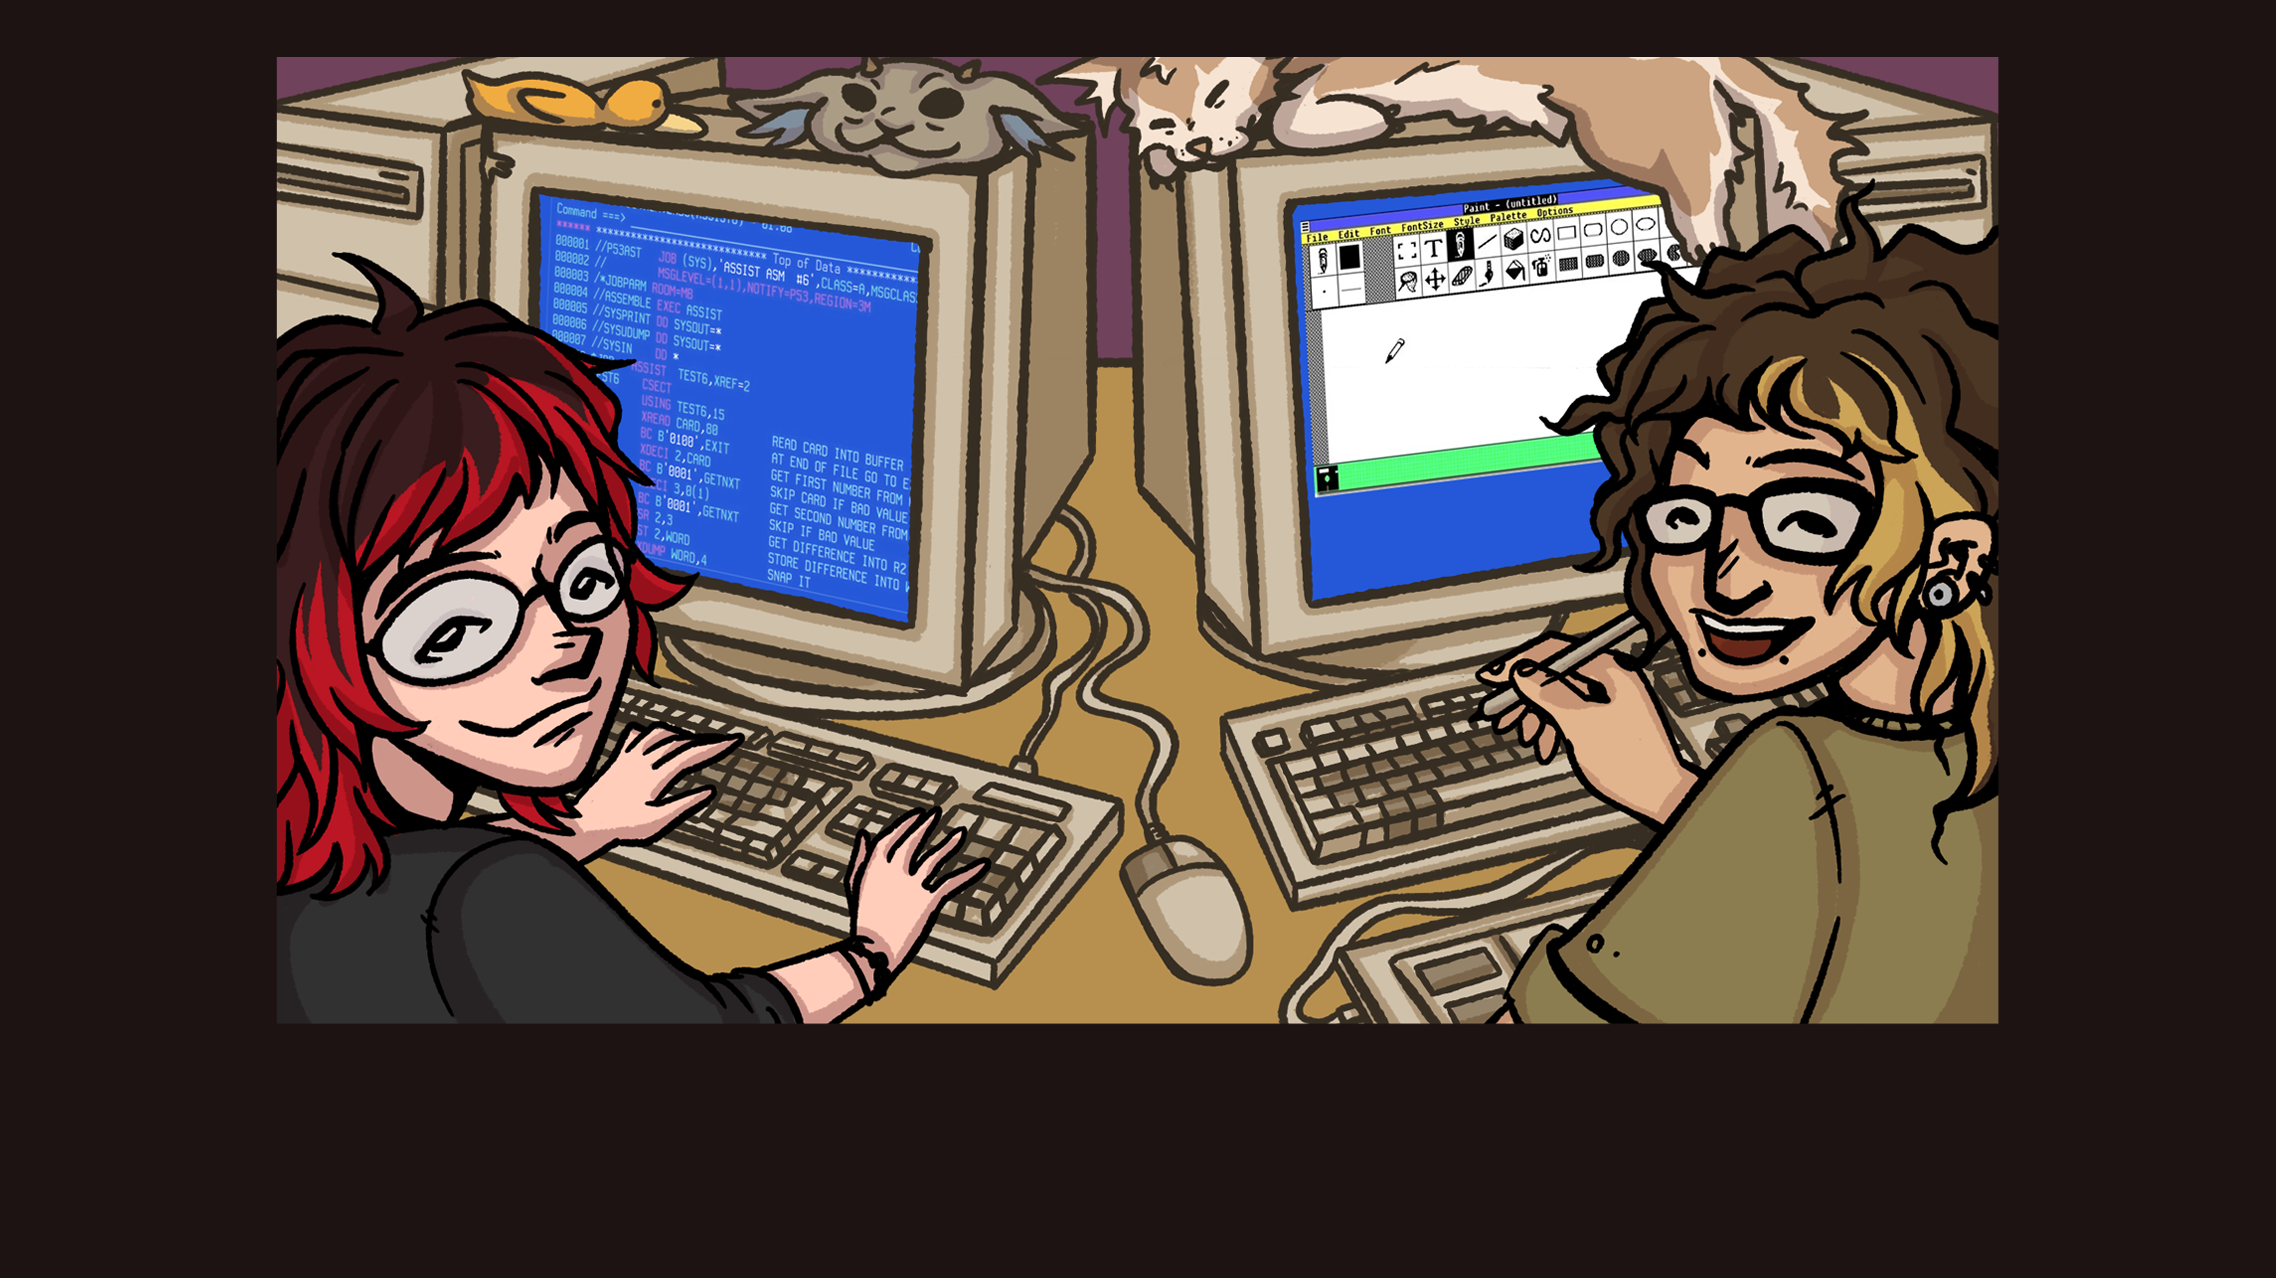 Command ===>
****** *************************** Top of Data ************
000001 //PS3AST JOB (SYS),'ASSIST ASM #6',CLASS=A,MSGCLAS
000002 // MSGLEVEL=(1,1),NOTIFY=PS3,REGION=3M
000003 /*JOBPARM ROOM=MB
000004 //ASSEMBLE EXEC ASSIST
000005 //SYSPRINT DD SYSOUT=*
000006 //SYSUDUMP DD SYSOUT=*
000007 //SYSIN DD *
ASSIST TEST6,XREF=2
CSECT
USING TEST6,15
XREAD CARD,80 READ CARD INTO BUFFER
BC B'0100',EXIT AT END OF FILE GO TO
XDECI 2,CARD GET FIRST NUMBER FROM
BC B'0001',GETNXT SKIP CARD IF BAD VALUE
3,0(1) GET SECOND NUMBER FROM
BC B'0001',GETNXT SKIP IF BAD VALUE
2,3 GET DIFFERENCE INTO R2
ST 2,WORD STORE DIFFERENCE INTO
WORD,4 SNAP IT
Paint - (untitled)
File Edit Font FontSize Style Palette Options
T